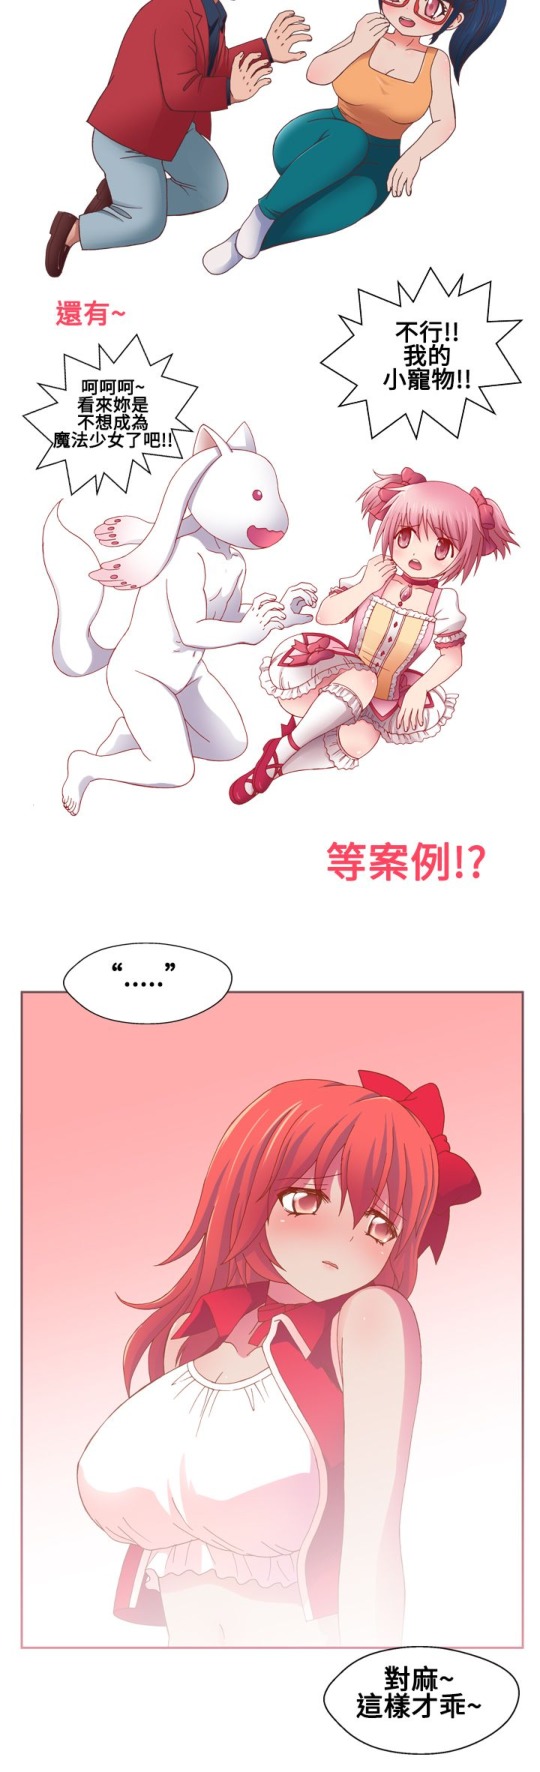 還有~
不行!!
我的
小寵物!!
呵呵呵~
看來妳是
不想成為
魔法少女了吧!!
等案例!?
“.....”
對麻~
這樣才乖~